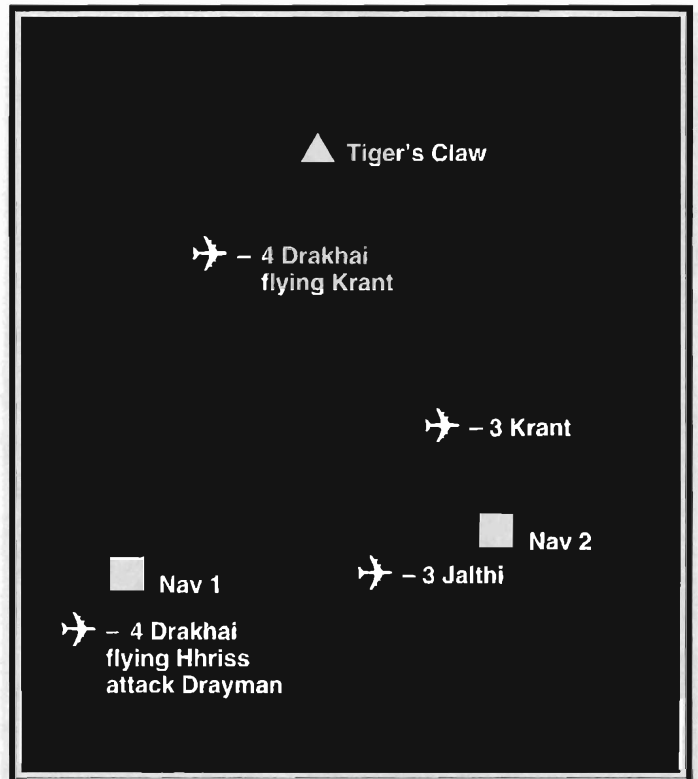 Tiger's Claw
– 4 Drakhai
flying Krant
– 3 Krant
Nav 2
– 3 Jalthi
Nav 1
– 4 Drakhai
flying Hhriss
attack Drayman